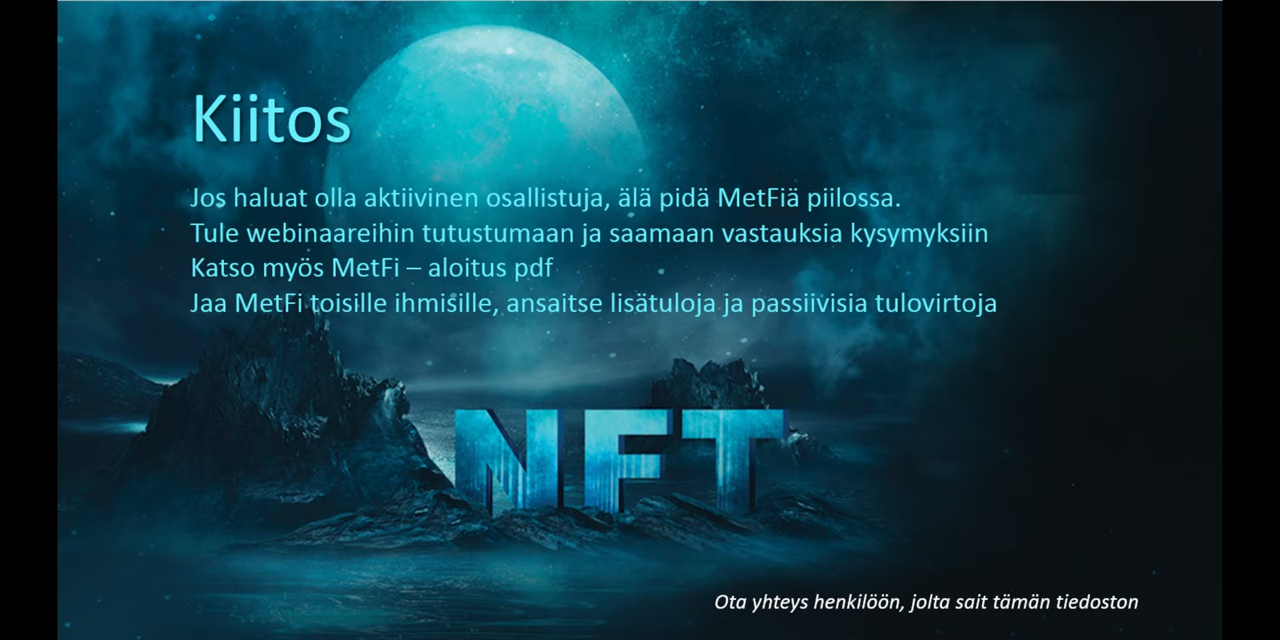 Kiitos
Jos haluat olla aktiivinen osallistuja, älä pidä MetFiä piilossa.
Tule webinaareihin tutustumaan ja saamaan vastauksia kysymyksiin
Katso myös MetFi – aloitus pdf
Jaa MetFi toisille ihmisille, ansaitse lisätuloja ja passiivisia tulovirtoja
NFT
Ota yhteys henkilöön, jolta sait tämän tiedoston